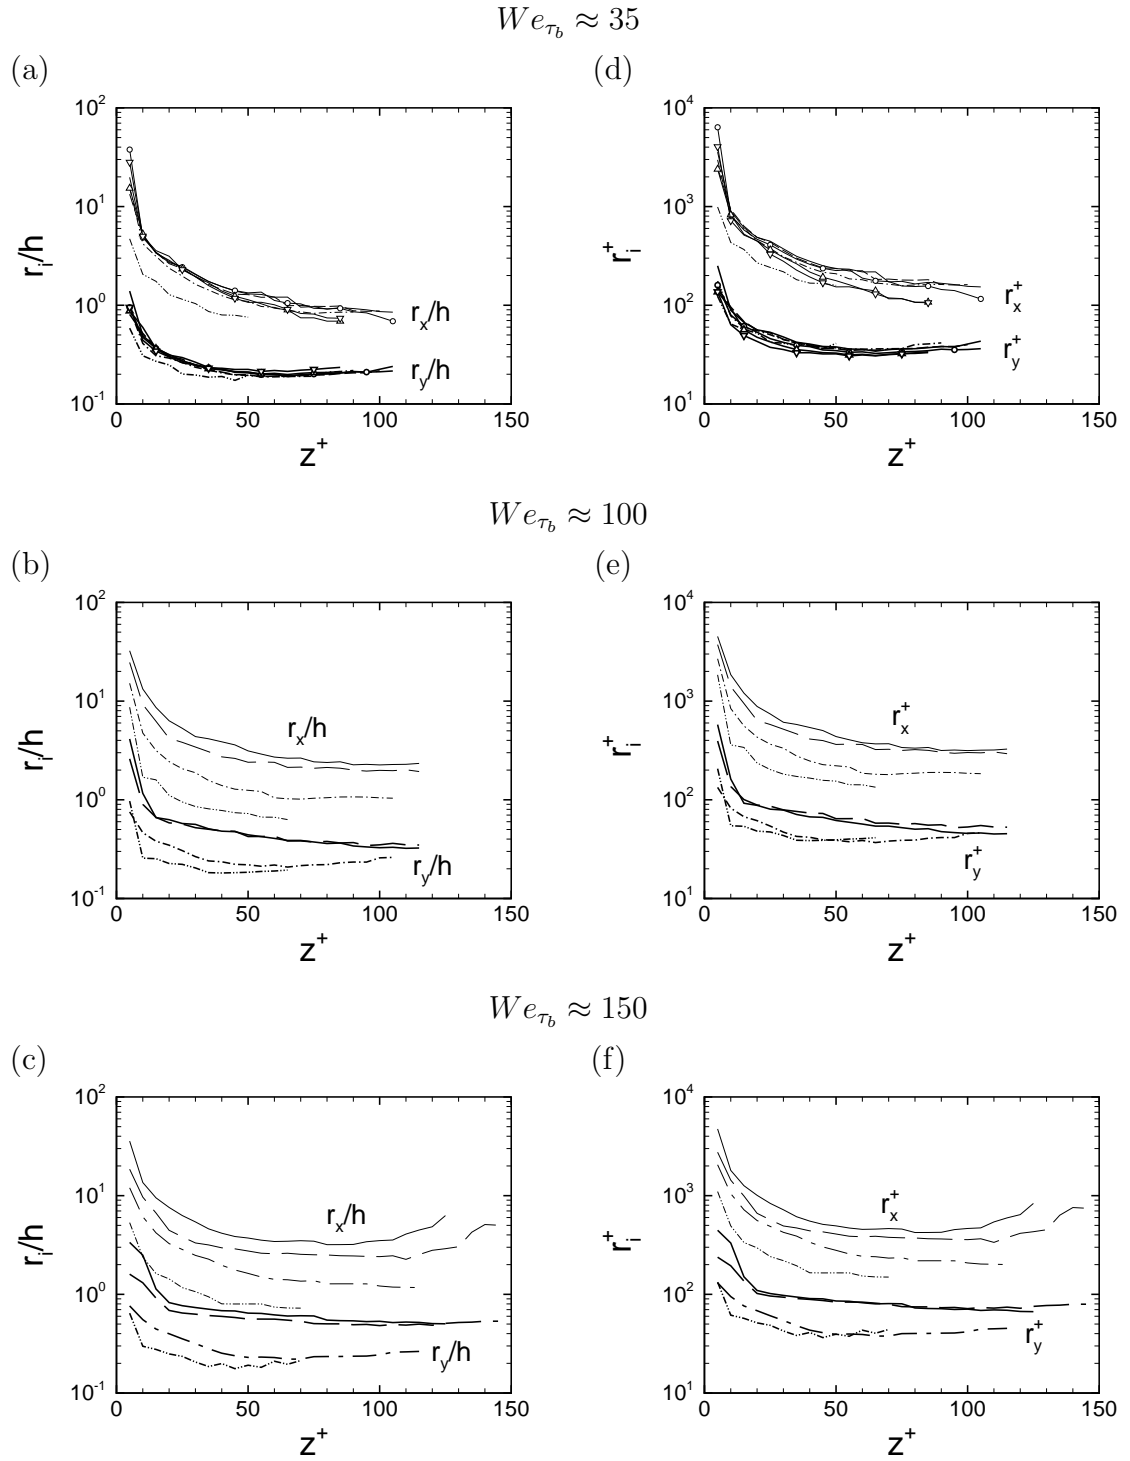 We_{τ_b} ≈ 35
(a)
10^2
10^1
10^0
10^{-1}
r_i/h
r_x/h
r_y/h
0 50 100 150
z^+
(d)
10^4
10^3
10^2
10^1
r_i^+
r_x^+
r_y^+
0 50 100 150
z^+
We_{τ_b} ≈ 100
(b)
10^2
10^1
10^0
10^{-1}
r_i/h
r_x/h
r_y/h
0 50 100 150
z^+
(e)
10^4
10^3
10^2
10^1
r_i^+
r_x^+
r_y^+
0 50 100 150
z^+
We_{τ_b} ≈ 150
(c)
10^2
10^1
10^0
10^{-1}
r_i/h
r_x/h
r_y/h
0 50 100 150
z^+
(f)
10^4
10^3
10^2
10^1
r_i^+
r_x^+
r_y^+
0 50 100 150
z^+